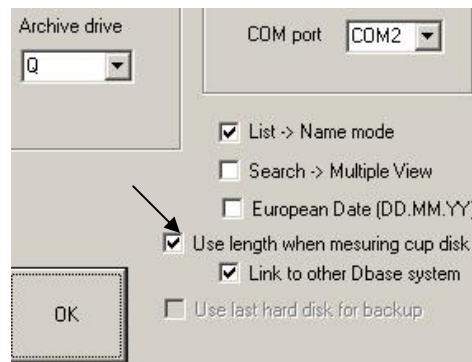 Archive drive
Q
COM port
COM2
List -> Name mode
Search -> Multiple View
European Date (DD.MM.YY)
Use length when mesuring cup disk
Link to other Dbase system
Use last hard disk for backup
OK